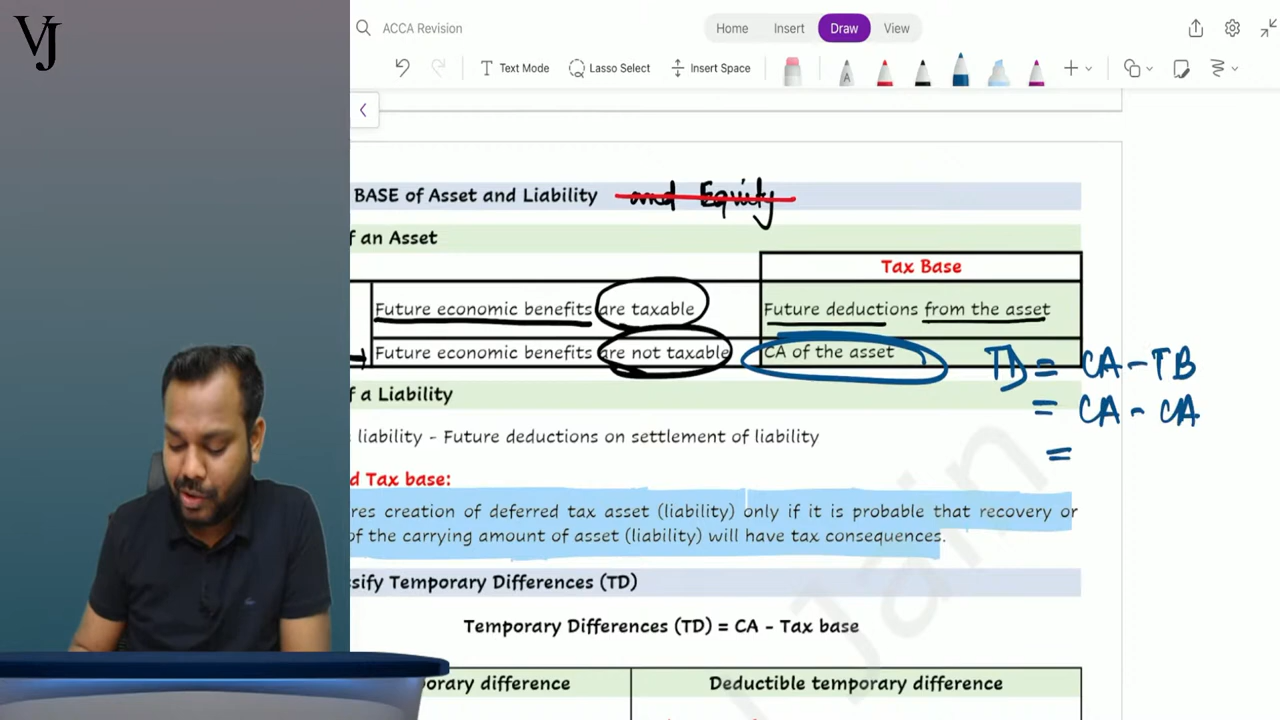 VJ
ACCA Revision
Home Insert Draw View
Text Mode Lasso Select Insert Space
BASE of Asset and Liability and Equity
f an Asset
Tax Base
Future economic benefits are taxable Future deductions from the asset
Future economic benefits are not taxable CA of the asset
TD = CA - TB
= CA - CA
=
f a Liability
liability - Future deductions on settlement of liability
d Tax base:
res creation of deferred tax asset (liability) only if it is probable that recovery or
of the carrying amount of asset (liability) will have tax consequences.
sify Temporary Differences (TD)
Temporary Differences (TD) = CA - Tax base
orary difference Deductible temporary difference
Jain